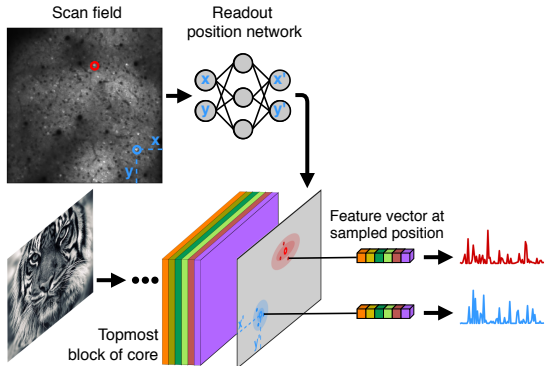 Scan field
Readout
position network
x
x'
y
y'
x
y
Feature vector at
sampled position
x'
y'
Topmost
block of core